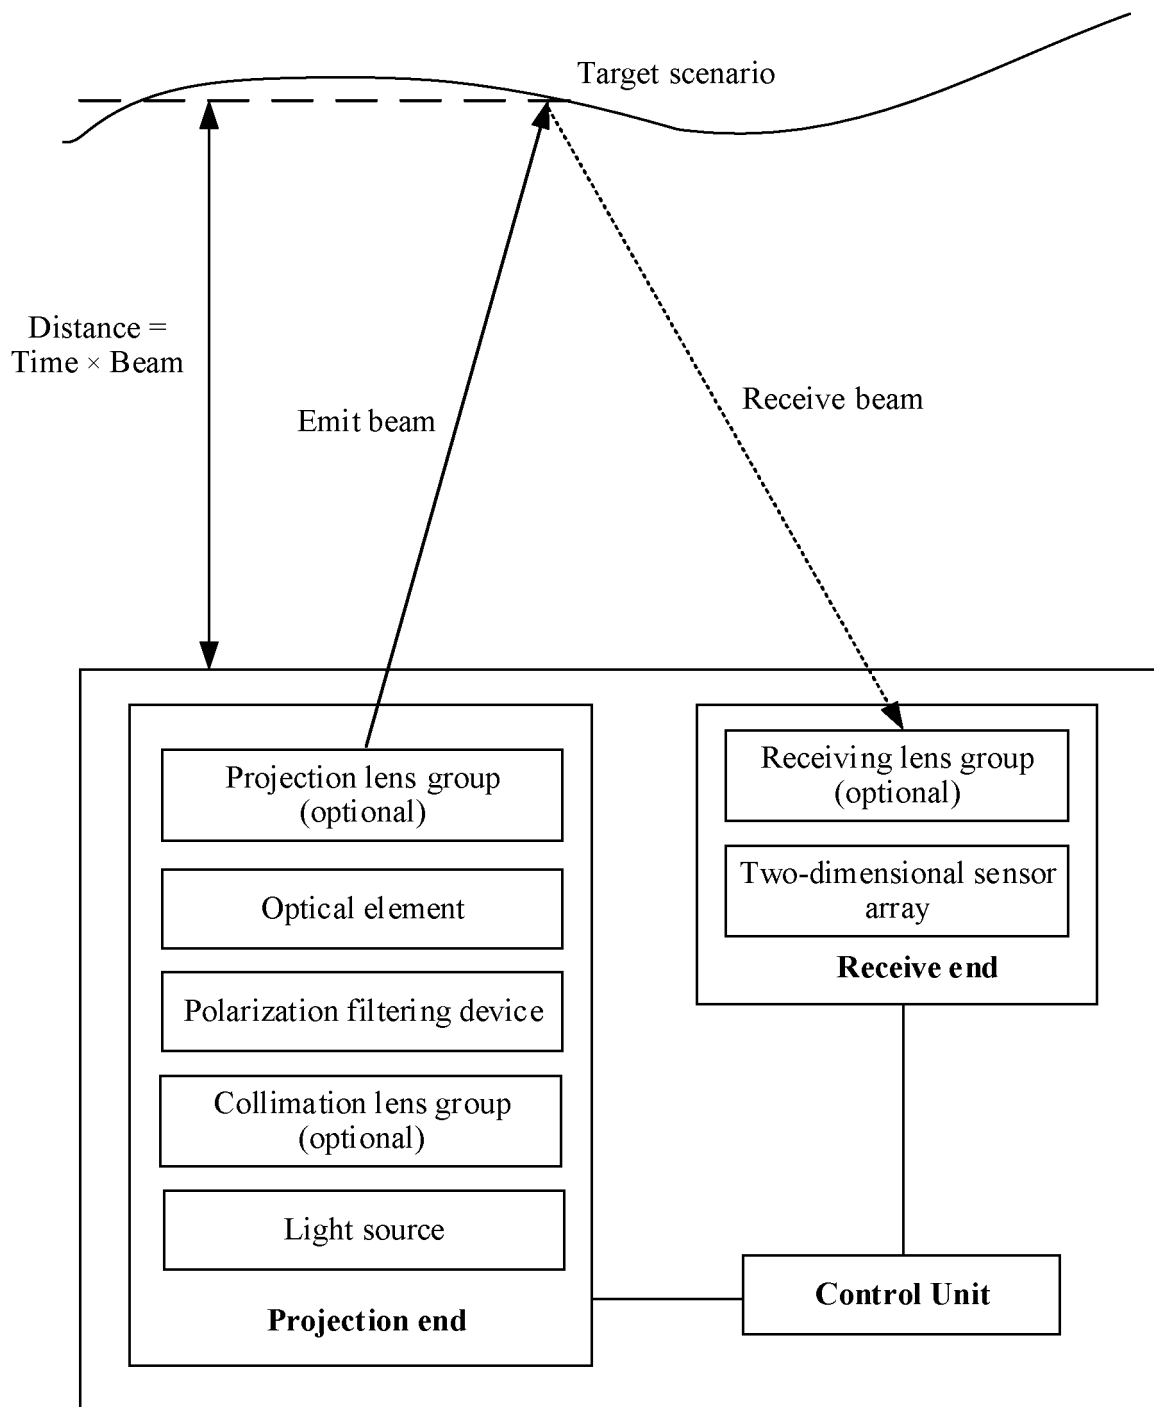 Target scenario
Distance =
Time × Beam
Emit beam
Receive beam
Projection lens group
(optional)
Optical element
Polarization filtering device
Collimation lens group
(optional)
Light source
Projection end
Receiving lens group
(optional)
Two-dimensional sensor
array
Receive end
Control Unit